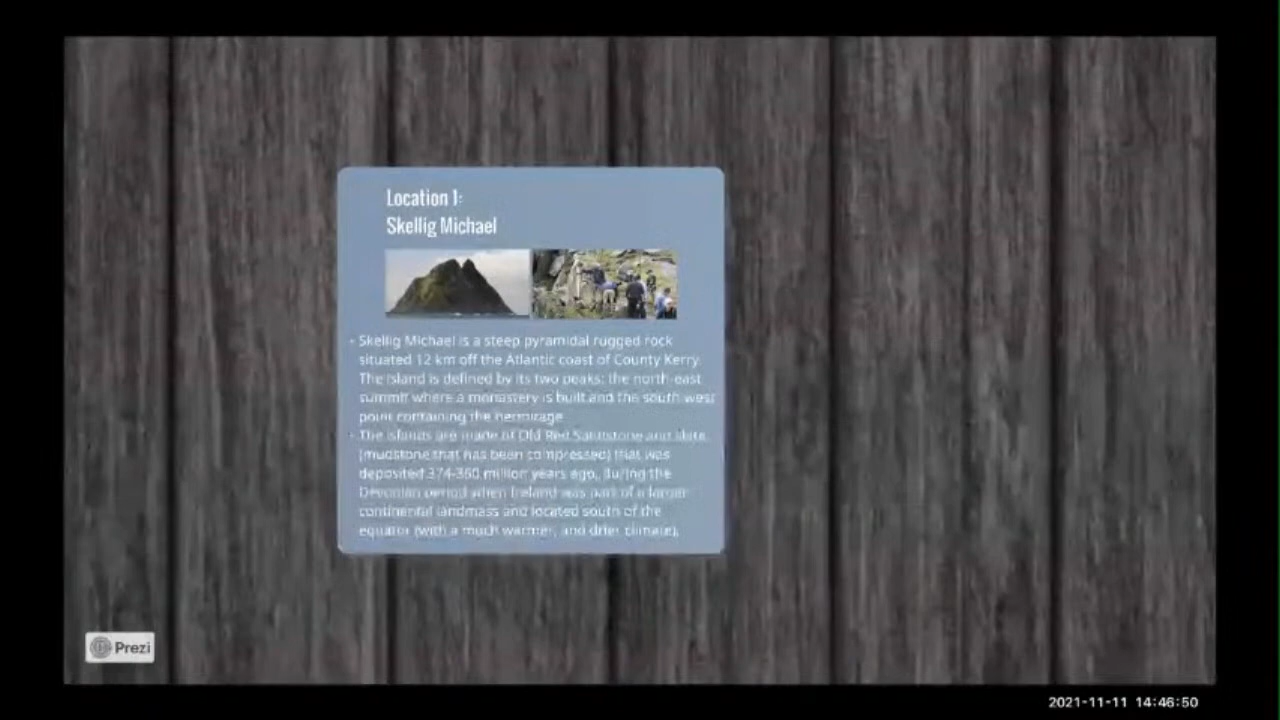 Location 1:
Skellig Michael
- Skellig Michael is a steep pyramidal rugged rock
situated 12 km off the Atlantic coast of County Kerry.
The island is defined by its two peaks: the north-east
summit where a monastery is built and the south west
point containing the hermitage
- The islands are made of Old Red Sandstone and slate
(mudstone that has been compressed) that was
deposited 374-360 million years ago, during the
Devonian period when Ireland was part of a larger
continental landmass and located south of the
equator (with a much warmer, and drier climate).
Prezi
2021-11-11 14:46:50